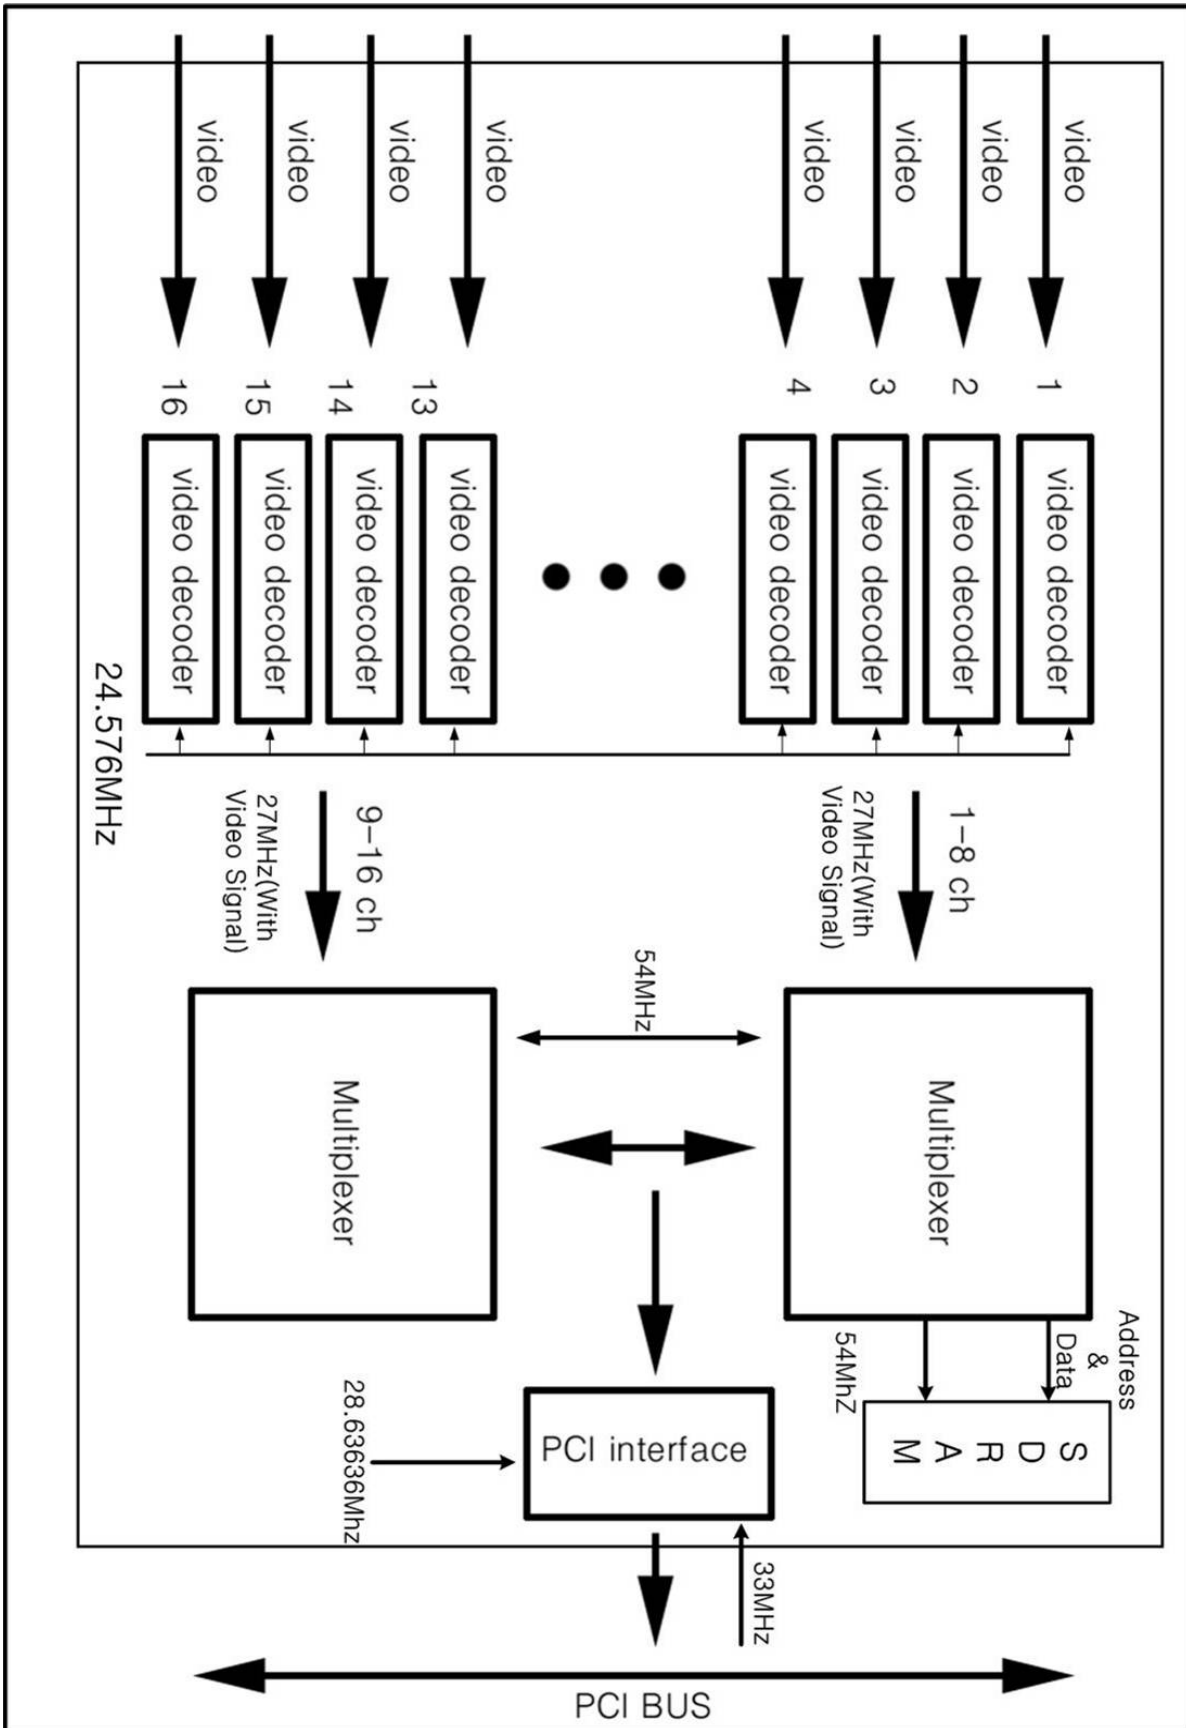 video
video
video
video
video
video
video
video
16
15
14
13
4
3
2
1
video decoder
video decoder
video decoder
video decoder
video decoder
video decoder
video decoder
video decoder
24.576MHz
9-16 ch
27MHz(With
Video Signal)
1-8 ch
27MHz(With
Video Signal)
54MHz
Multiplexer
Multiplexer
Address
&
Data
54MhZ
SDRAM
28.63636Mhz
PCI interface
33MHz
PCI BUS